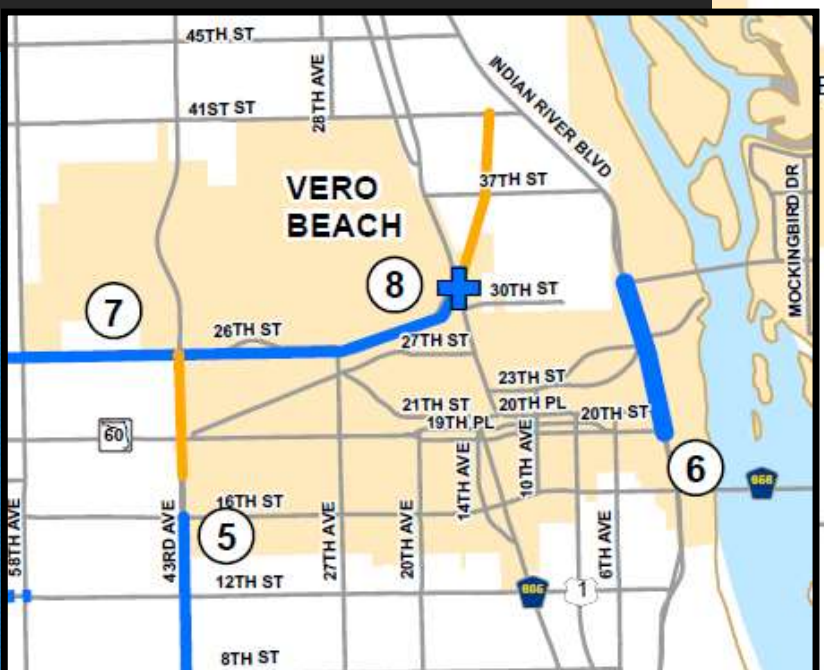 45TH ST
28TH AVE
INDIAN RIVER BLVD
41ST ST
VERO
BEACH
37TH ST
MOCKINGBIRD DR
8
30TH ST
7
26TH ST
27TH ST
23TH ST
21TH ST
20TH PL
19TH PL
20TH ST
60
14TH AVE
10TH AVE
6
656
16TH ST
5
58TH AVE
43RD AVE
27TH AVE
20TH AVE
6TH AVE
12TH ST
605
1
8TH ST